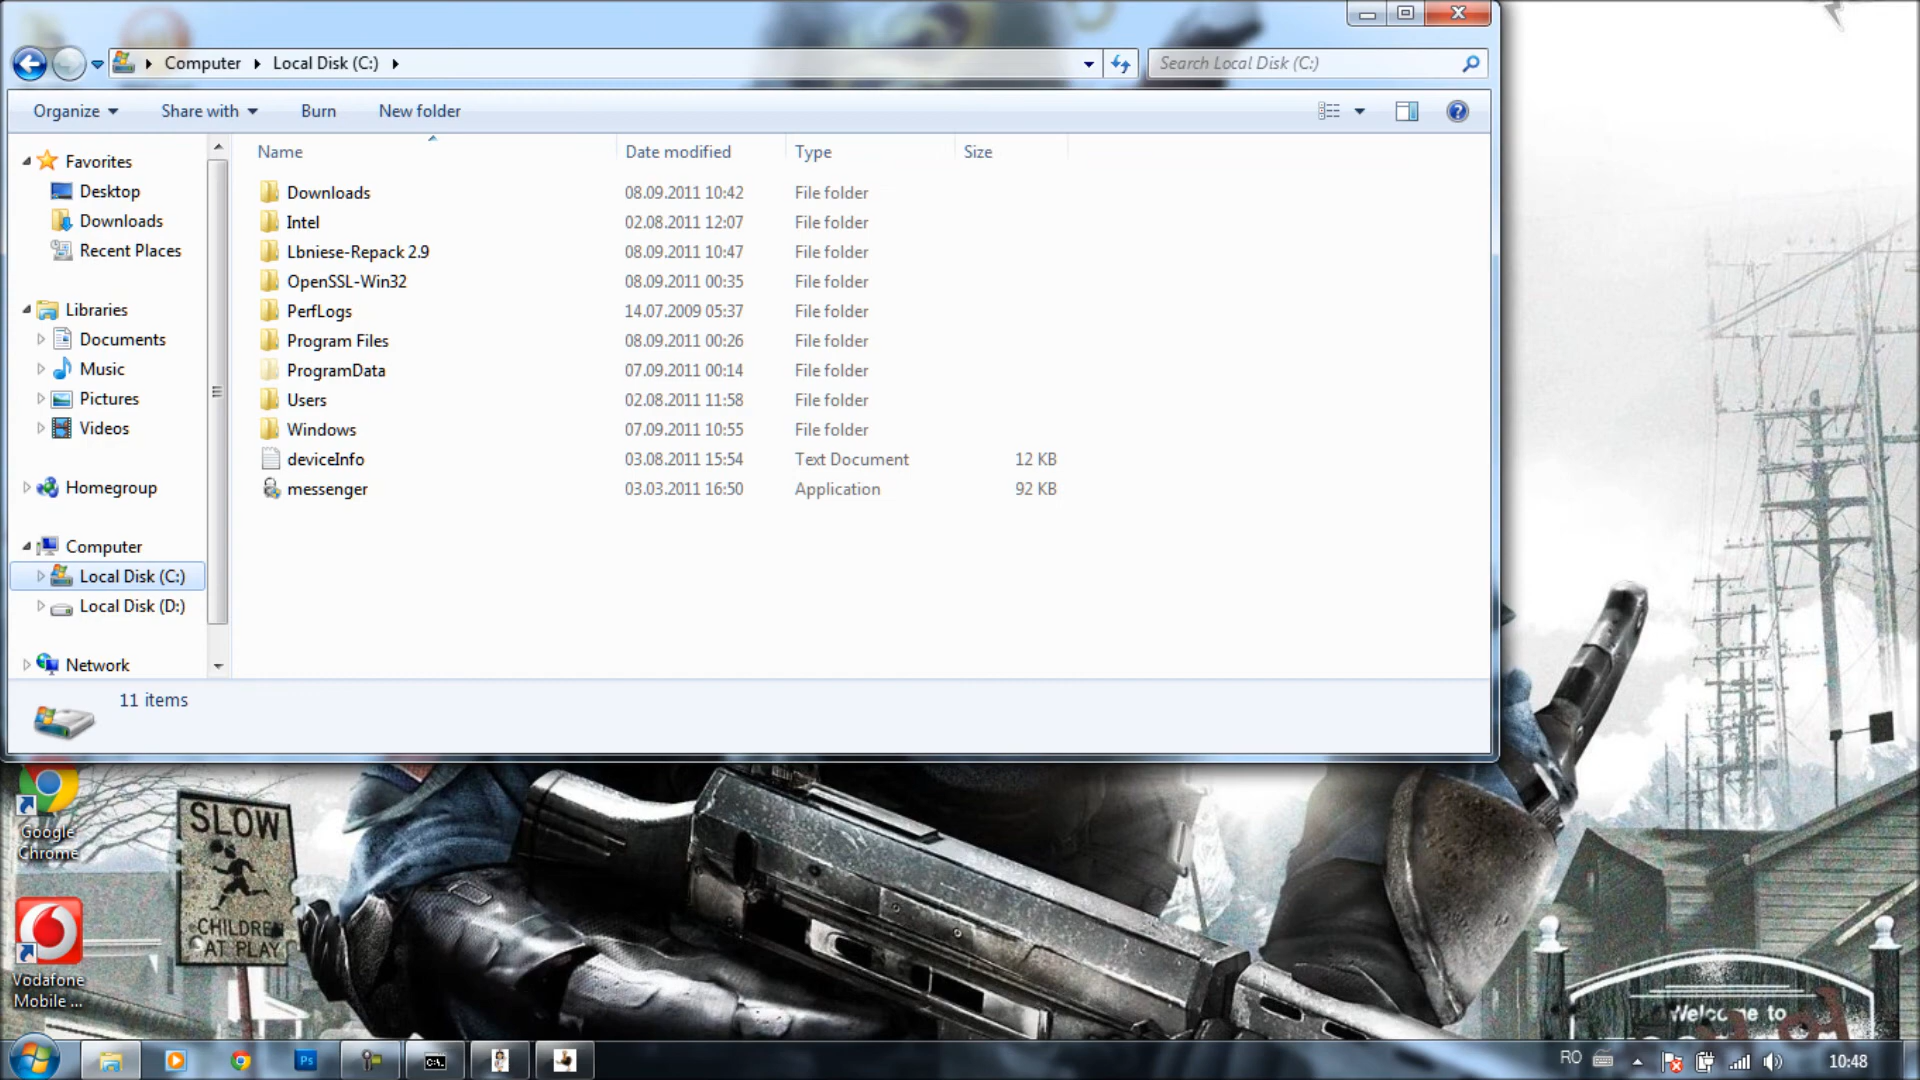 Computer Local Disk (C:)
Search Local Disk (C:)
Organize Share with Burn New folder
Name Date modified Type Size
Favorites
Desktop
Downloads
Recent Places
Libraries
Documents
Music
Pictures
Videos
Homegroup
Computer
Local Disk (C:)
Local Disk (D:)
Network
Downloads 08.09.2011 10:42 File folder
Intel 02.08.2011 12:07 File folder
Lbniese-Repack 2.9 08.09.2011 10:47 File folder
OpenSSL-Win32 08.09.2011 00:35 File folder
PerfLogs 14.07.2009 05:37 File folder
Program Files 08.09.2011 00:26 File folder
ProgramData 07.09.2011 00:14 File folder
Users 02.08.2011 11:58 File folder
Windows 07.09.2011 10:55 File folder
deviceInfo 03.08.2011 15:54 Text Document 12 KB
messenger 03.03.2011 16:50 Application 92 KB
11 items
Google
Chrome
Vodafone
Mobile ...
SLOW
CHILDREN
AT PLAY
Welcome to
Ps
C:\.
RO
10:48